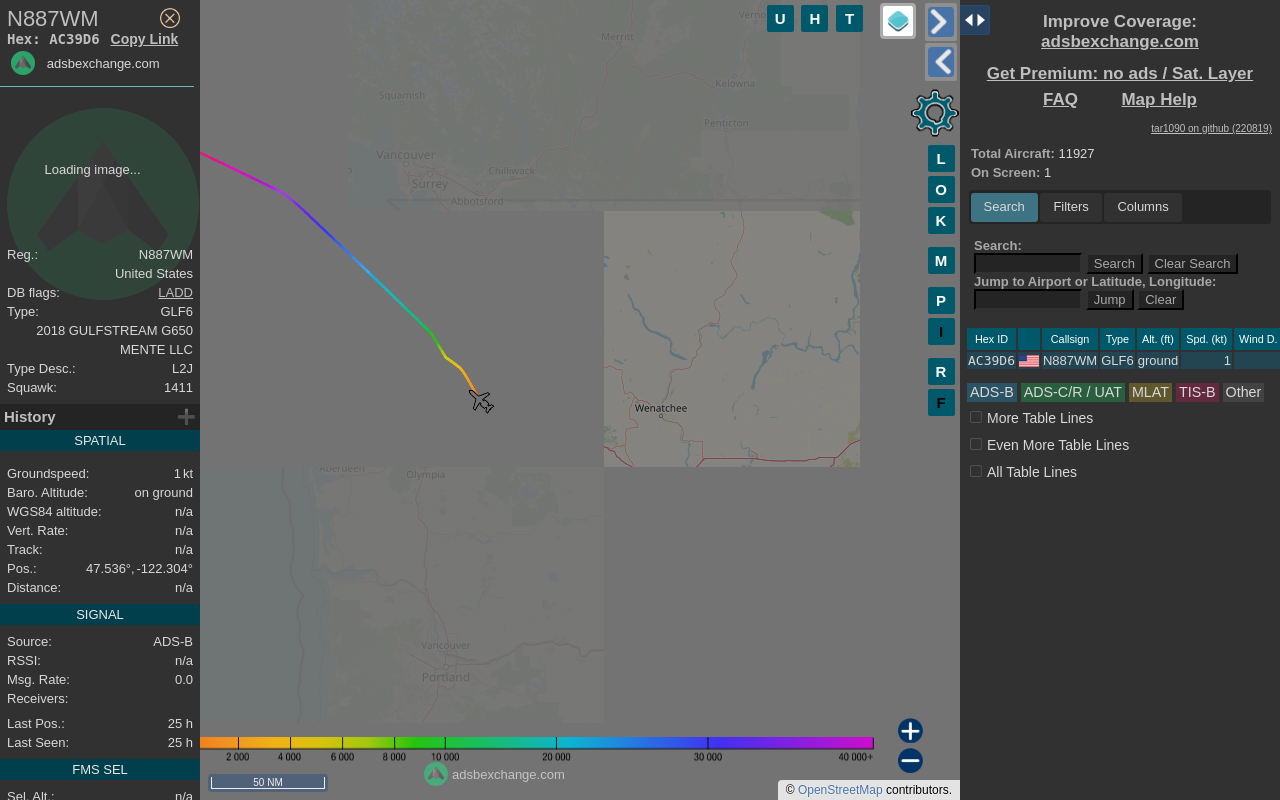 N887WM
Hex: AC39D6 Copy Link
adsbexchange.com
Loading image...
Reg.: N887WM
United States
DB flags: LADD
Type: GLF6
2018 GULFSTREAM G650
MENTE LLC
Type Desc.: L2J
Squawk: 1411
History
SPATIAL
Groundspeed: 1 kt
Baro. Altitude: on ground
WGS84 altitude: n/a
Vert. Rate: n/a
Track: n/a
Pos.: 47.536°, -122.304°
Distance: n/a
SIGNAL
Source: ADS-B
RSSI: n/a
Msg. Rate: 0.0
Receivers:
Last Pos.: 25 h
Last Seen: 25 h
FMS SEL
Sel. Alt.: n/a
U H T
Merritt
Kelowna
Squamish
Penticton
Vancouver
Surrey
Chilliwack
Abbotsford
Wenatchee
Aberdeen
Olympia
Vancouver
Portland
L
O
K
M
P
I
R
F
2 000 4 000 6 000 8 000 10 000 20 000 30 000 40 000+
adsbexchange.com
50 NM
© OpenStreetMap contributors.
Improve Coverage:
adsbexchange.com
Get Premium: no ads / Sat. Layer
FAQ Map Help
tar1090 on github (220819)
Total Aircraft: 11927
On Screen: 1
Search Filters Columns
Search:
Search Clear Search
Jump to Airport or Latitude, Longitude:
Jump Clear
Hex ID Callsign Type Alt. (ft) Spd. (kt) Wind D.
AC39D6 N887WM GLF6 ground 1
ADS-B ADS-C/R / UAT MLAT TIS-B Other
More Table Lines
Even More Table Lines
All Table Lines